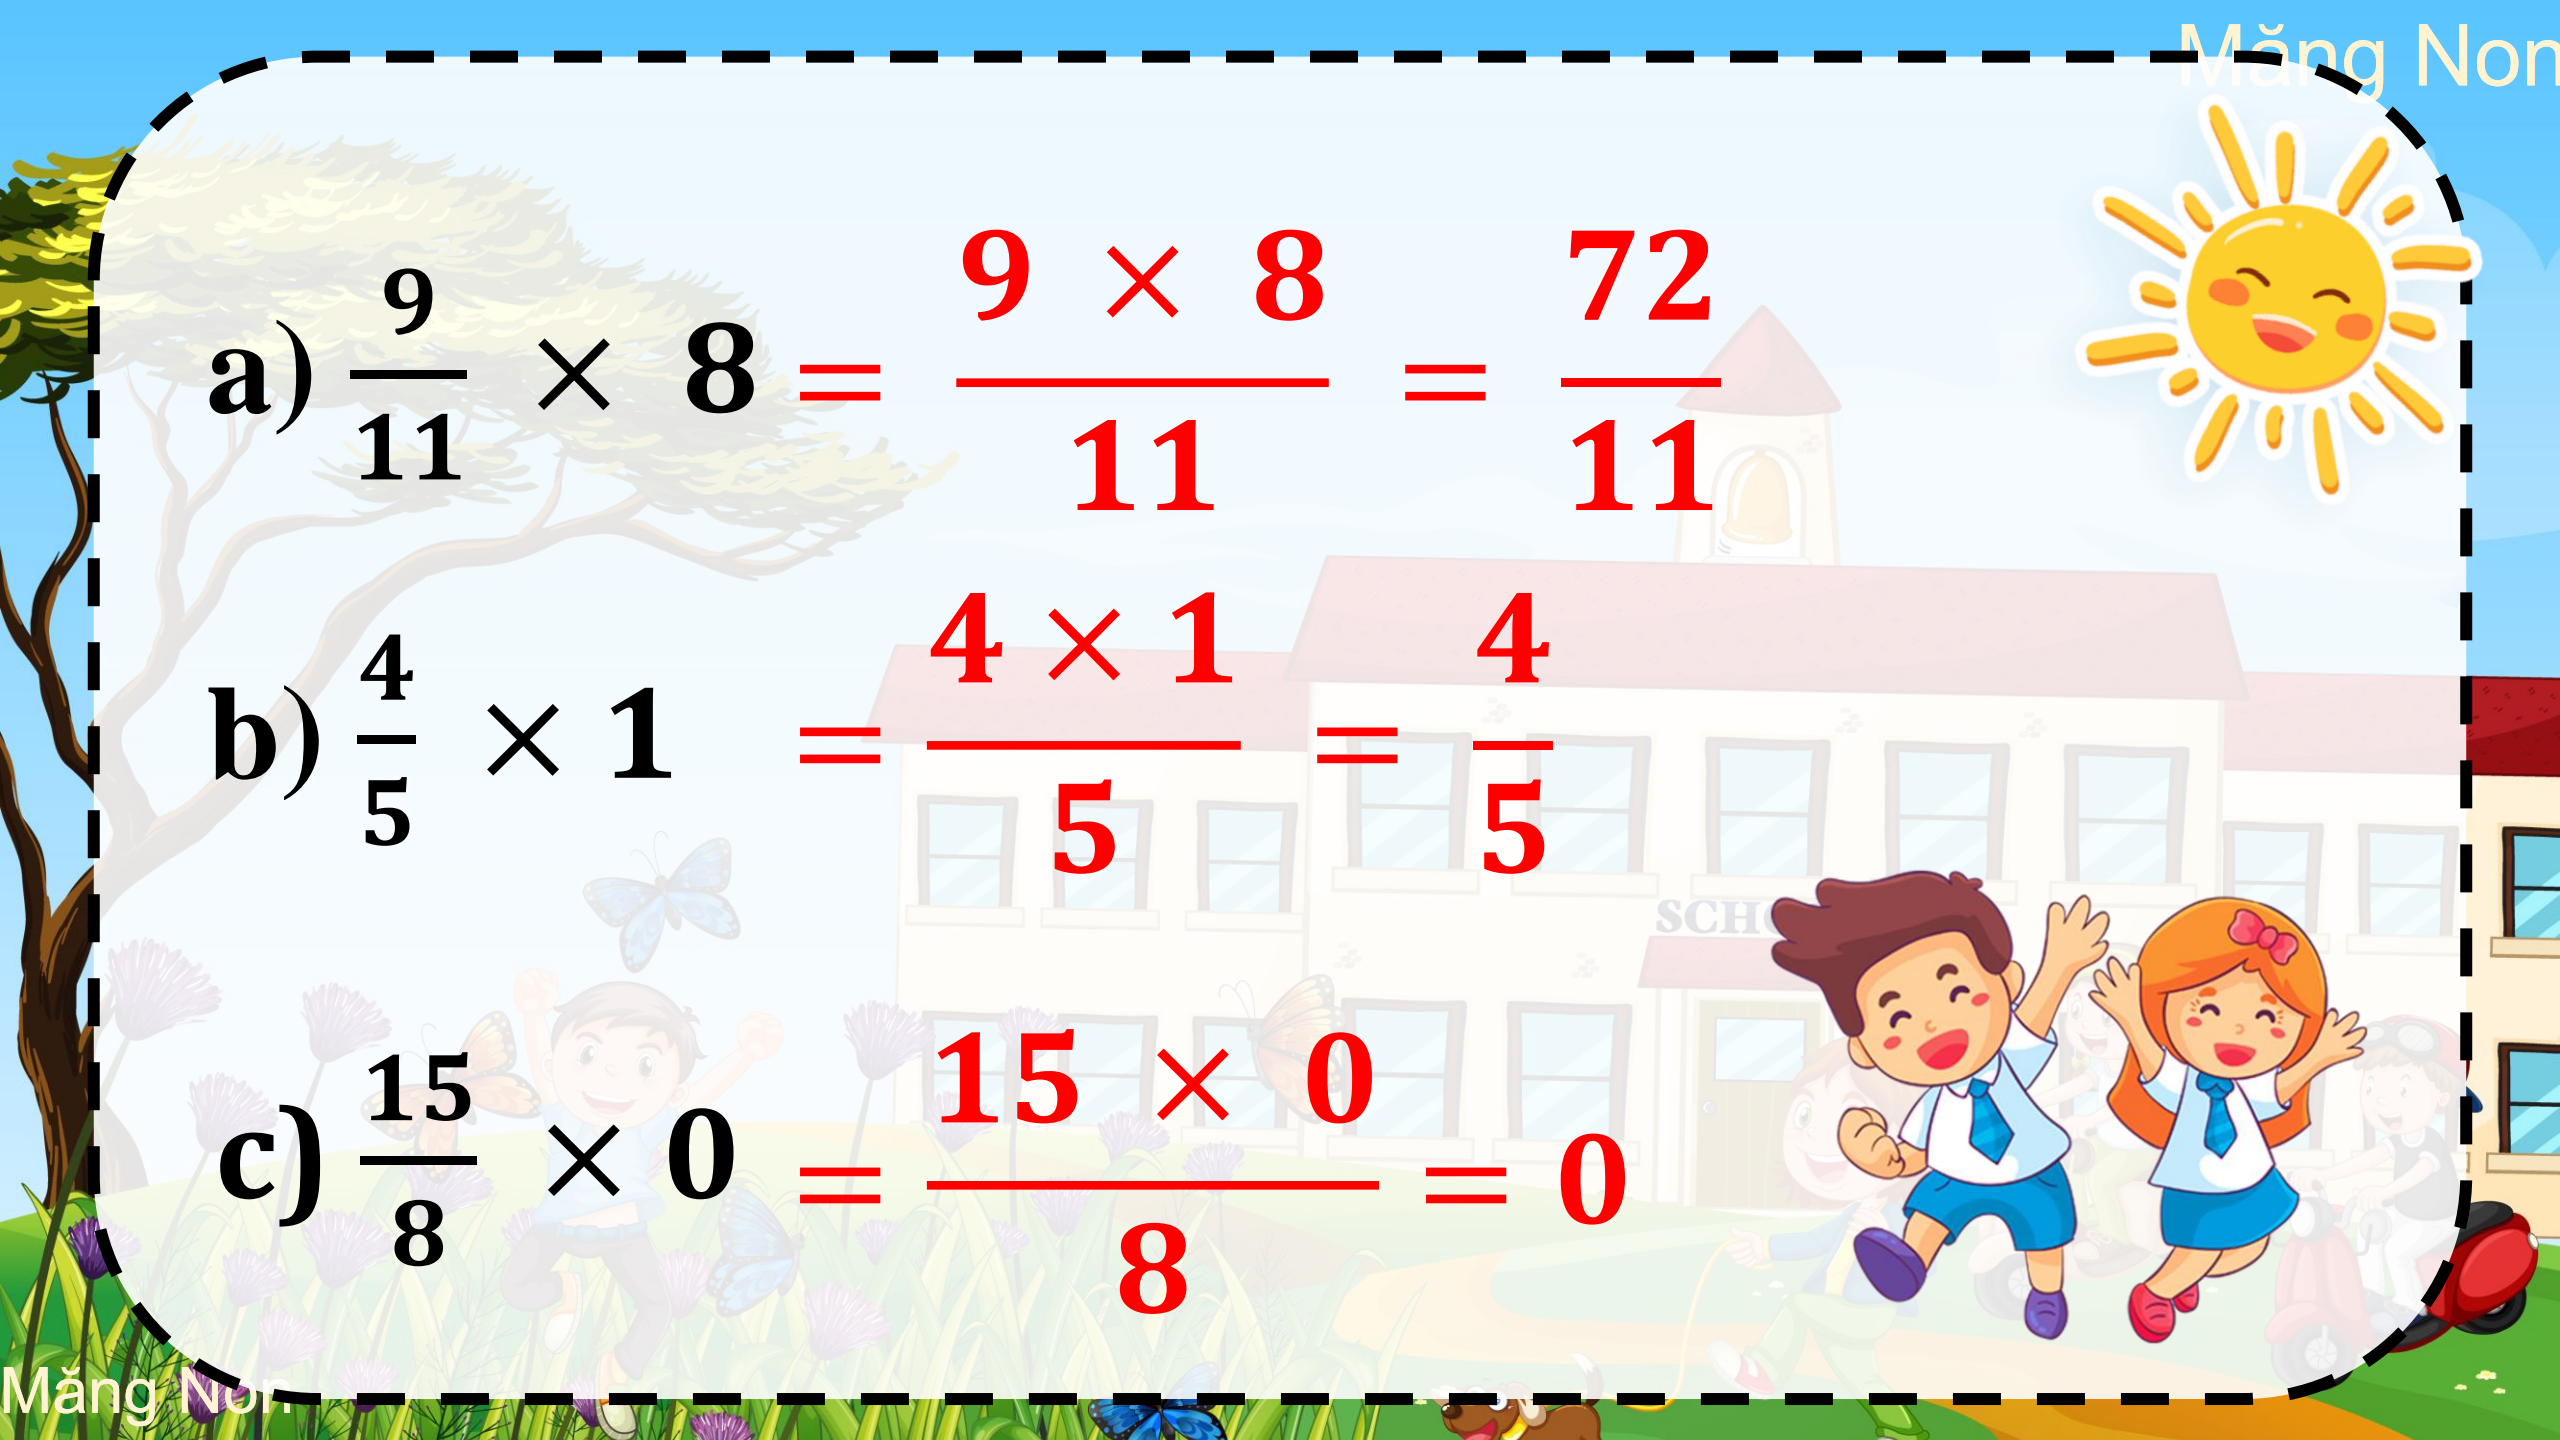 Măng Non
a) 9/11 × 8 = 9 × 8/11 = 72/11
b) 4/5 × 1 = 4 × 1/5 = 4/5
SCHO
c) 15/8 × 0 = 15 × 0/8 = 0
Măng Non